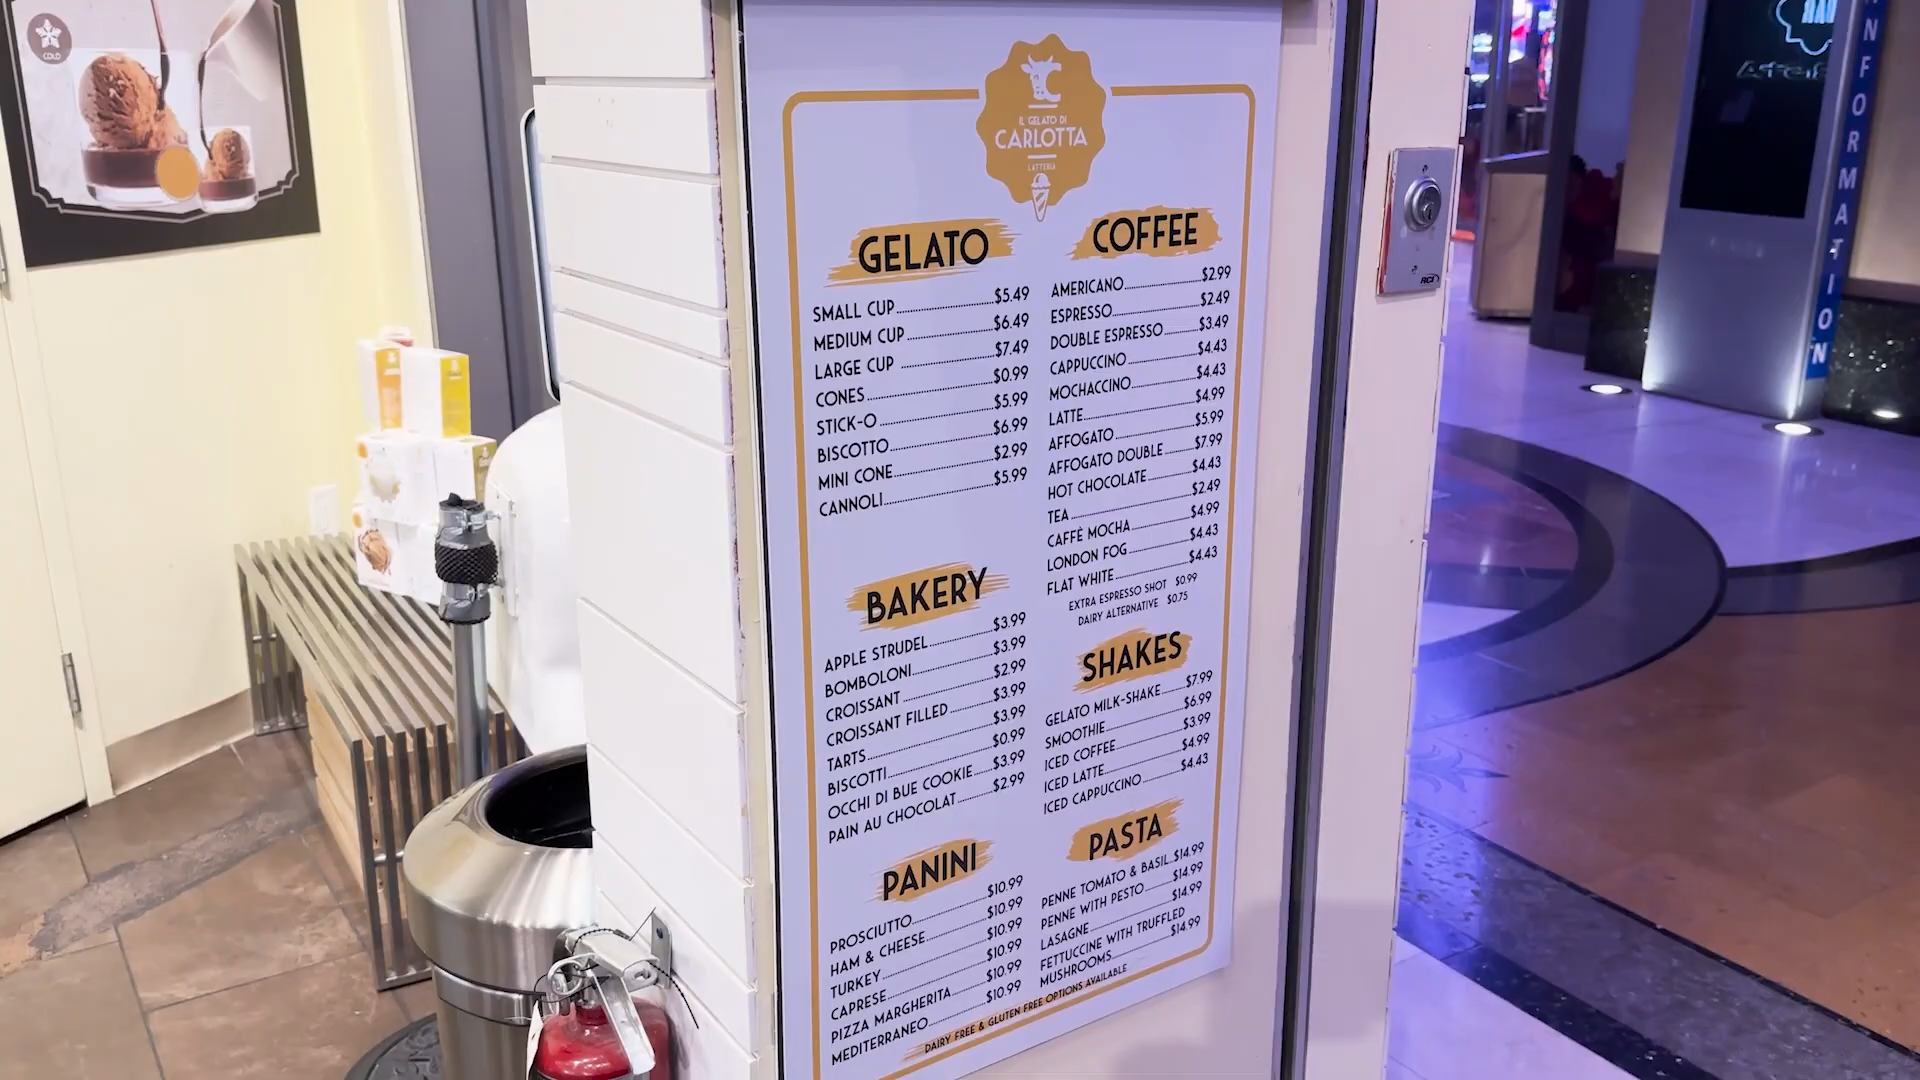 COLD
IL GELATO DI
CARLOTTA
LATTERIA
GELATO
SMALL CUP $5.49
MEDIUM CUP $6.49
LARGE CUP $7.49
CONES $0.99
STICK-O $5.99
BISCOTTO $6.99
MINI CONE $2.99
CANNOLI $5.99
BAKERY
APPLE STRUDEL $3.99
BOMBOLONI $3.99
CROISSANT $2.99
CROISSANT FILLED $3.99
TARTS $3.99
BISCOTTI $0.99
OCCHI DI BUE COOKIE $3.99
PAIN AU CHOCOLAT $2.99
PANINI
PROSCIUTTO $10.99
HAM & CHEESE $10.99
TURKEY $10.99
CAPRESE $10.99
PIZZA MARGHERITA $10.99
MEDITERRANEO $10.99
COFFEE
AMERICANO $2.99
ESPRESSO $2.49
DOUBLE ESPRESSO $3.49
CAPPUCCINO $4.43
MOCHACCINO $4.43
LATTE $4.99
AFFOGATO $5.99
AFFOGATO DOUBLE $7.99
HOT CHOCOLATE $4.43
TEA $2.49
CAFFÈ MOCHA $4.99
LONDON FOG $4.43
FLAT WHITE $4.43
EXTRA ESPRESSO SHOT $0.99
DAIRY ALTERNATIVE $0.75
SHAKES
GELATO MILK-SHAKE $7.99
SMOOTHIE $6.99
ICED COFFEE $3.99
ICED LATTE $4.99
ICED CAPPUCCINO $4.43
PASTA
PENNE TOMATO & BASIL $14.99
PENNE WITH PESTO $14.99
LASAGNE $14.99
FETTUCCINE WITH TRUFFLED
MUSHROOMS $14.99
DAIRY FREE & GLUTEN FREE OPTIONS AVAILABLE
RCI
INFORMATION